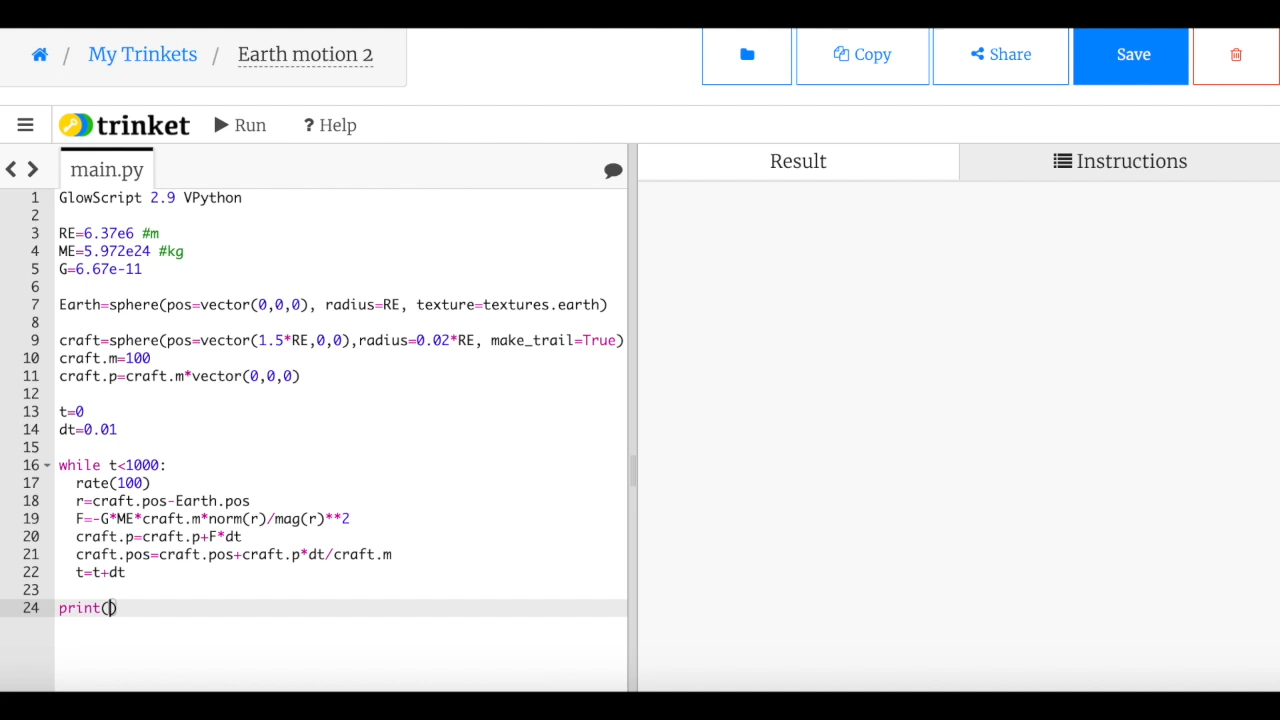 / My Trinkets / Earth motion 2
Copy
Share
Save
trinket
Run
? Help
main.py
Result
Instructions
1 GlowScript 2.9 VPython
2
3 RE=6.37e6 #m
4 ME=5.972e24 #kg
5 G=6.67e-11
6
7 Earth=sphere(pos=vector(0,0,0), radius=RE, texture=textures.earth)
8
9 craft=sphere(pos=vector(1.5*RE,0,0),radius=0.02*RE, make_trail=True)
10 craft.m=100
11 craft.p=craft.m*vector(0,0,0)
12
13 t=0
14 dt=0.01
15
16 while t<1000:
17 rate(100)
18 r=craft.pos-Earth.pos
19 F=-G*ME*craft.m*norm(r)/mag(r)**2
20 craft.p=craft.p+F*dt
21 craft.pos=craft.pos+craft.p*dt/craft.m
22 t=t+dt
23
24 print()